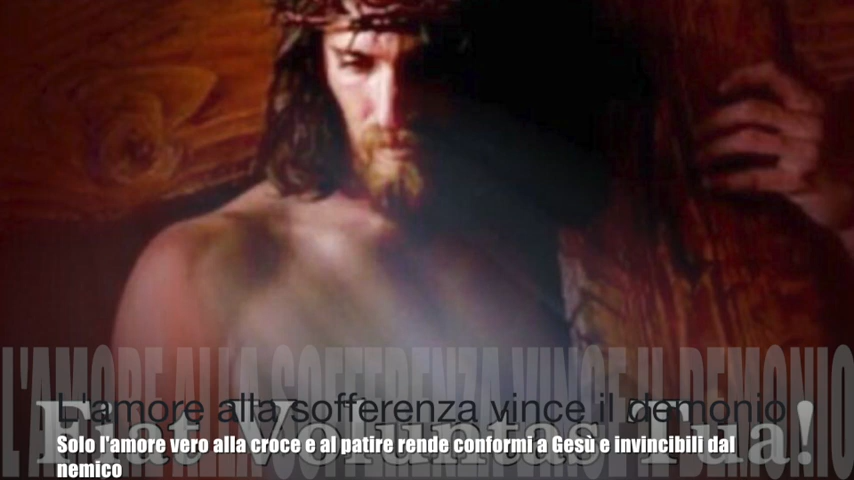 L'AMORE ALLA SOFFERENZA VINCE IL DEMONIO
L'amore alla sofferenza vince il demonio
Fiat Voluntas Tua!
Solo l'amore vero alla croce e al patire rende conformi a Gesù e invincibili dal
nemico